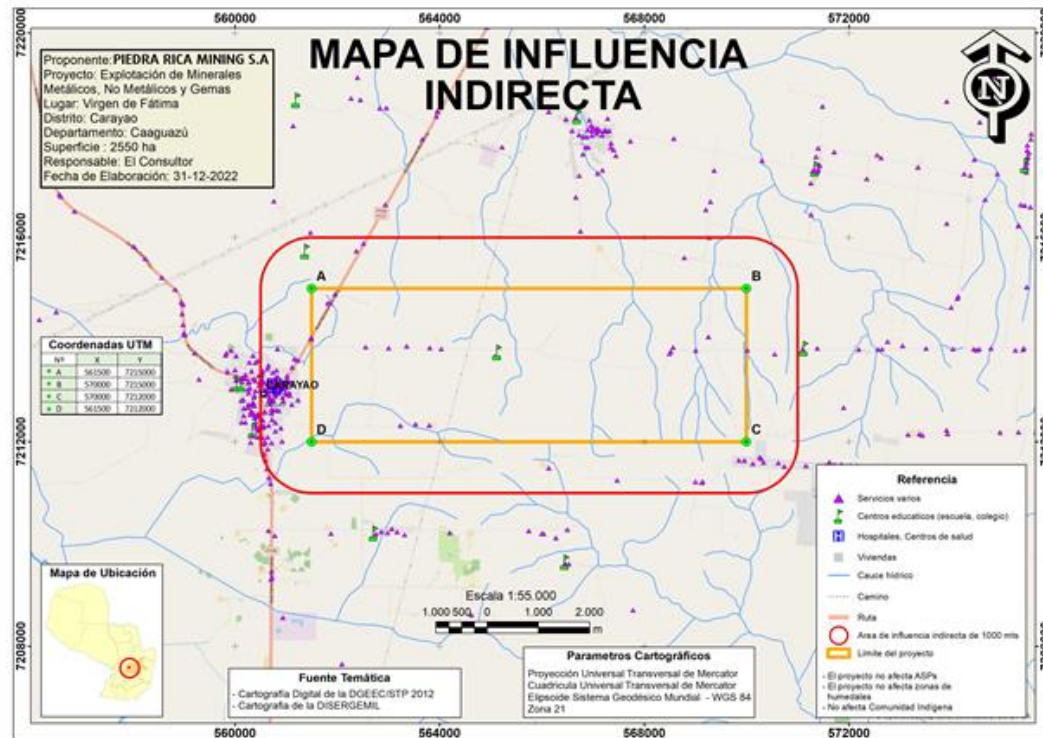 560000 564000 568000 572000
7220000
MAPA DE INFLUENCIA
INDIRECTA
N
Proponente:PIEDRA RICA MINING S.A
Proyecto: Explotación de Minerales
Metálicos, No Metálicos y Gemas
Lugar: Virgen de Fátima
Distrito: Carayao
Departamento: Caaguazú
Superficie : 2550 ha
Responsable: El Consultor
Fecha de Elaboración: 31-12-2022
7216000
A
B
Coordenadas UTM
Nº X Y
A 561500 7215000
B 570000 7215000
C 570000 7212000
D 561500 7212000
CARAYAO
D
C
7212000
Referencia
Servicios varios
Centros educaticos (escuela, colegio)
Hospitales, Centros de salud
Viviendas
Cauce hídrico
Camino
Ruta
Area de influencia indirecta de 1000 mts
Límite del proyecto
- El proyecto no afecta ASPs
- El proyecto no afecta zonas de
humedales
- No afecta Comunidad Indígena
Mapa de Ubicación
Escala 1:55.000
1.000 500 0 1.000 2.000
m
7208000
Fuente Temática
- Cartografía Digital de la DGEEC/STP 2012
- Cartografía de la DISERGEMIL
Parametros Cartográficos
Proyección Universal Transversal de Mercator
Cuadricula Universal Transversal de Mercator
Elipsoide Sistema Geodésico Mundial - WGS 84
Zona 21
560000 564000 568000 572000